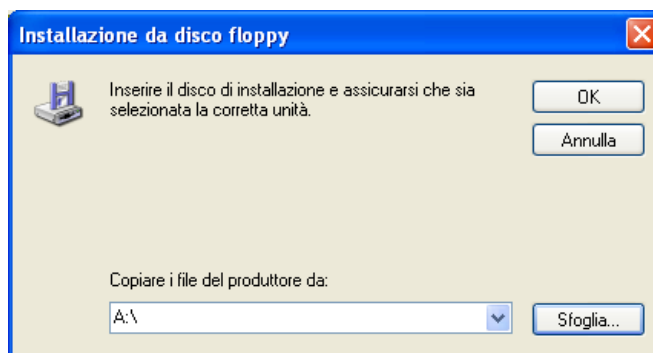 Installazione da disco floppy
Inserire il disco di installazione e assicurarsi che sia
selezionata la corretta unità.
OK
Annulla
Copiare i file del produttore da:
A:\
Sfoglia...